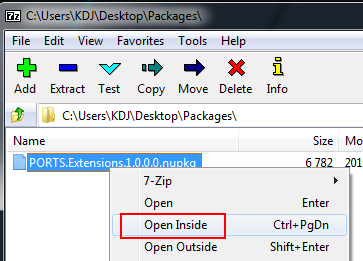 7z C:\Users\KDJ\Desktop\Packages\
File Edit View Favorites Tools Help
Add Extract Test Copy Move Delete Info
C:\Users\KDJ\Desktop\Packages\
Name Size Mo
PORTS.Extensions.1.0.0.0.nupkg 6 782 201
7-Zip
Open Enter
Open Inside Ctrl+PgDn
Open Outside Shift+Enter